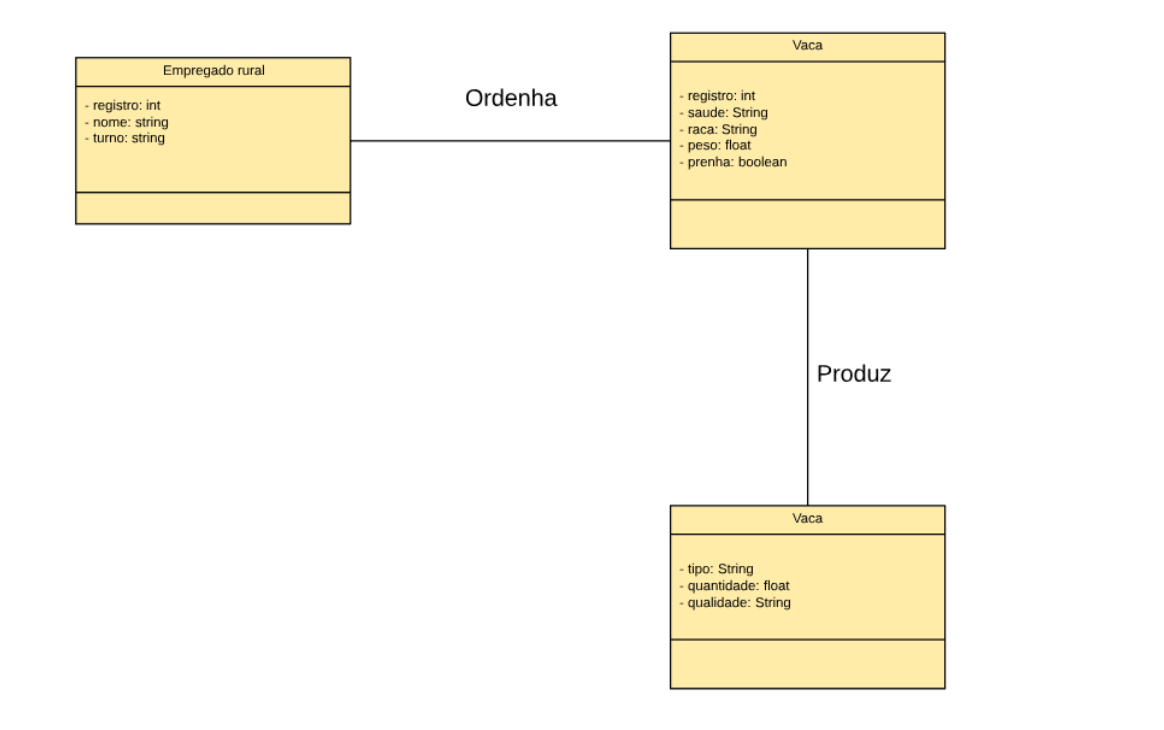 Empregado rural
- registro: int
- nome: string
- turno: string
Ordenha
Vaca
- registro: int
- saude: String
- raca: String
- peso: float
- prenha: boolean
Produz
Vaca
- tipo: String
- quantidade: float
- qualidade: String